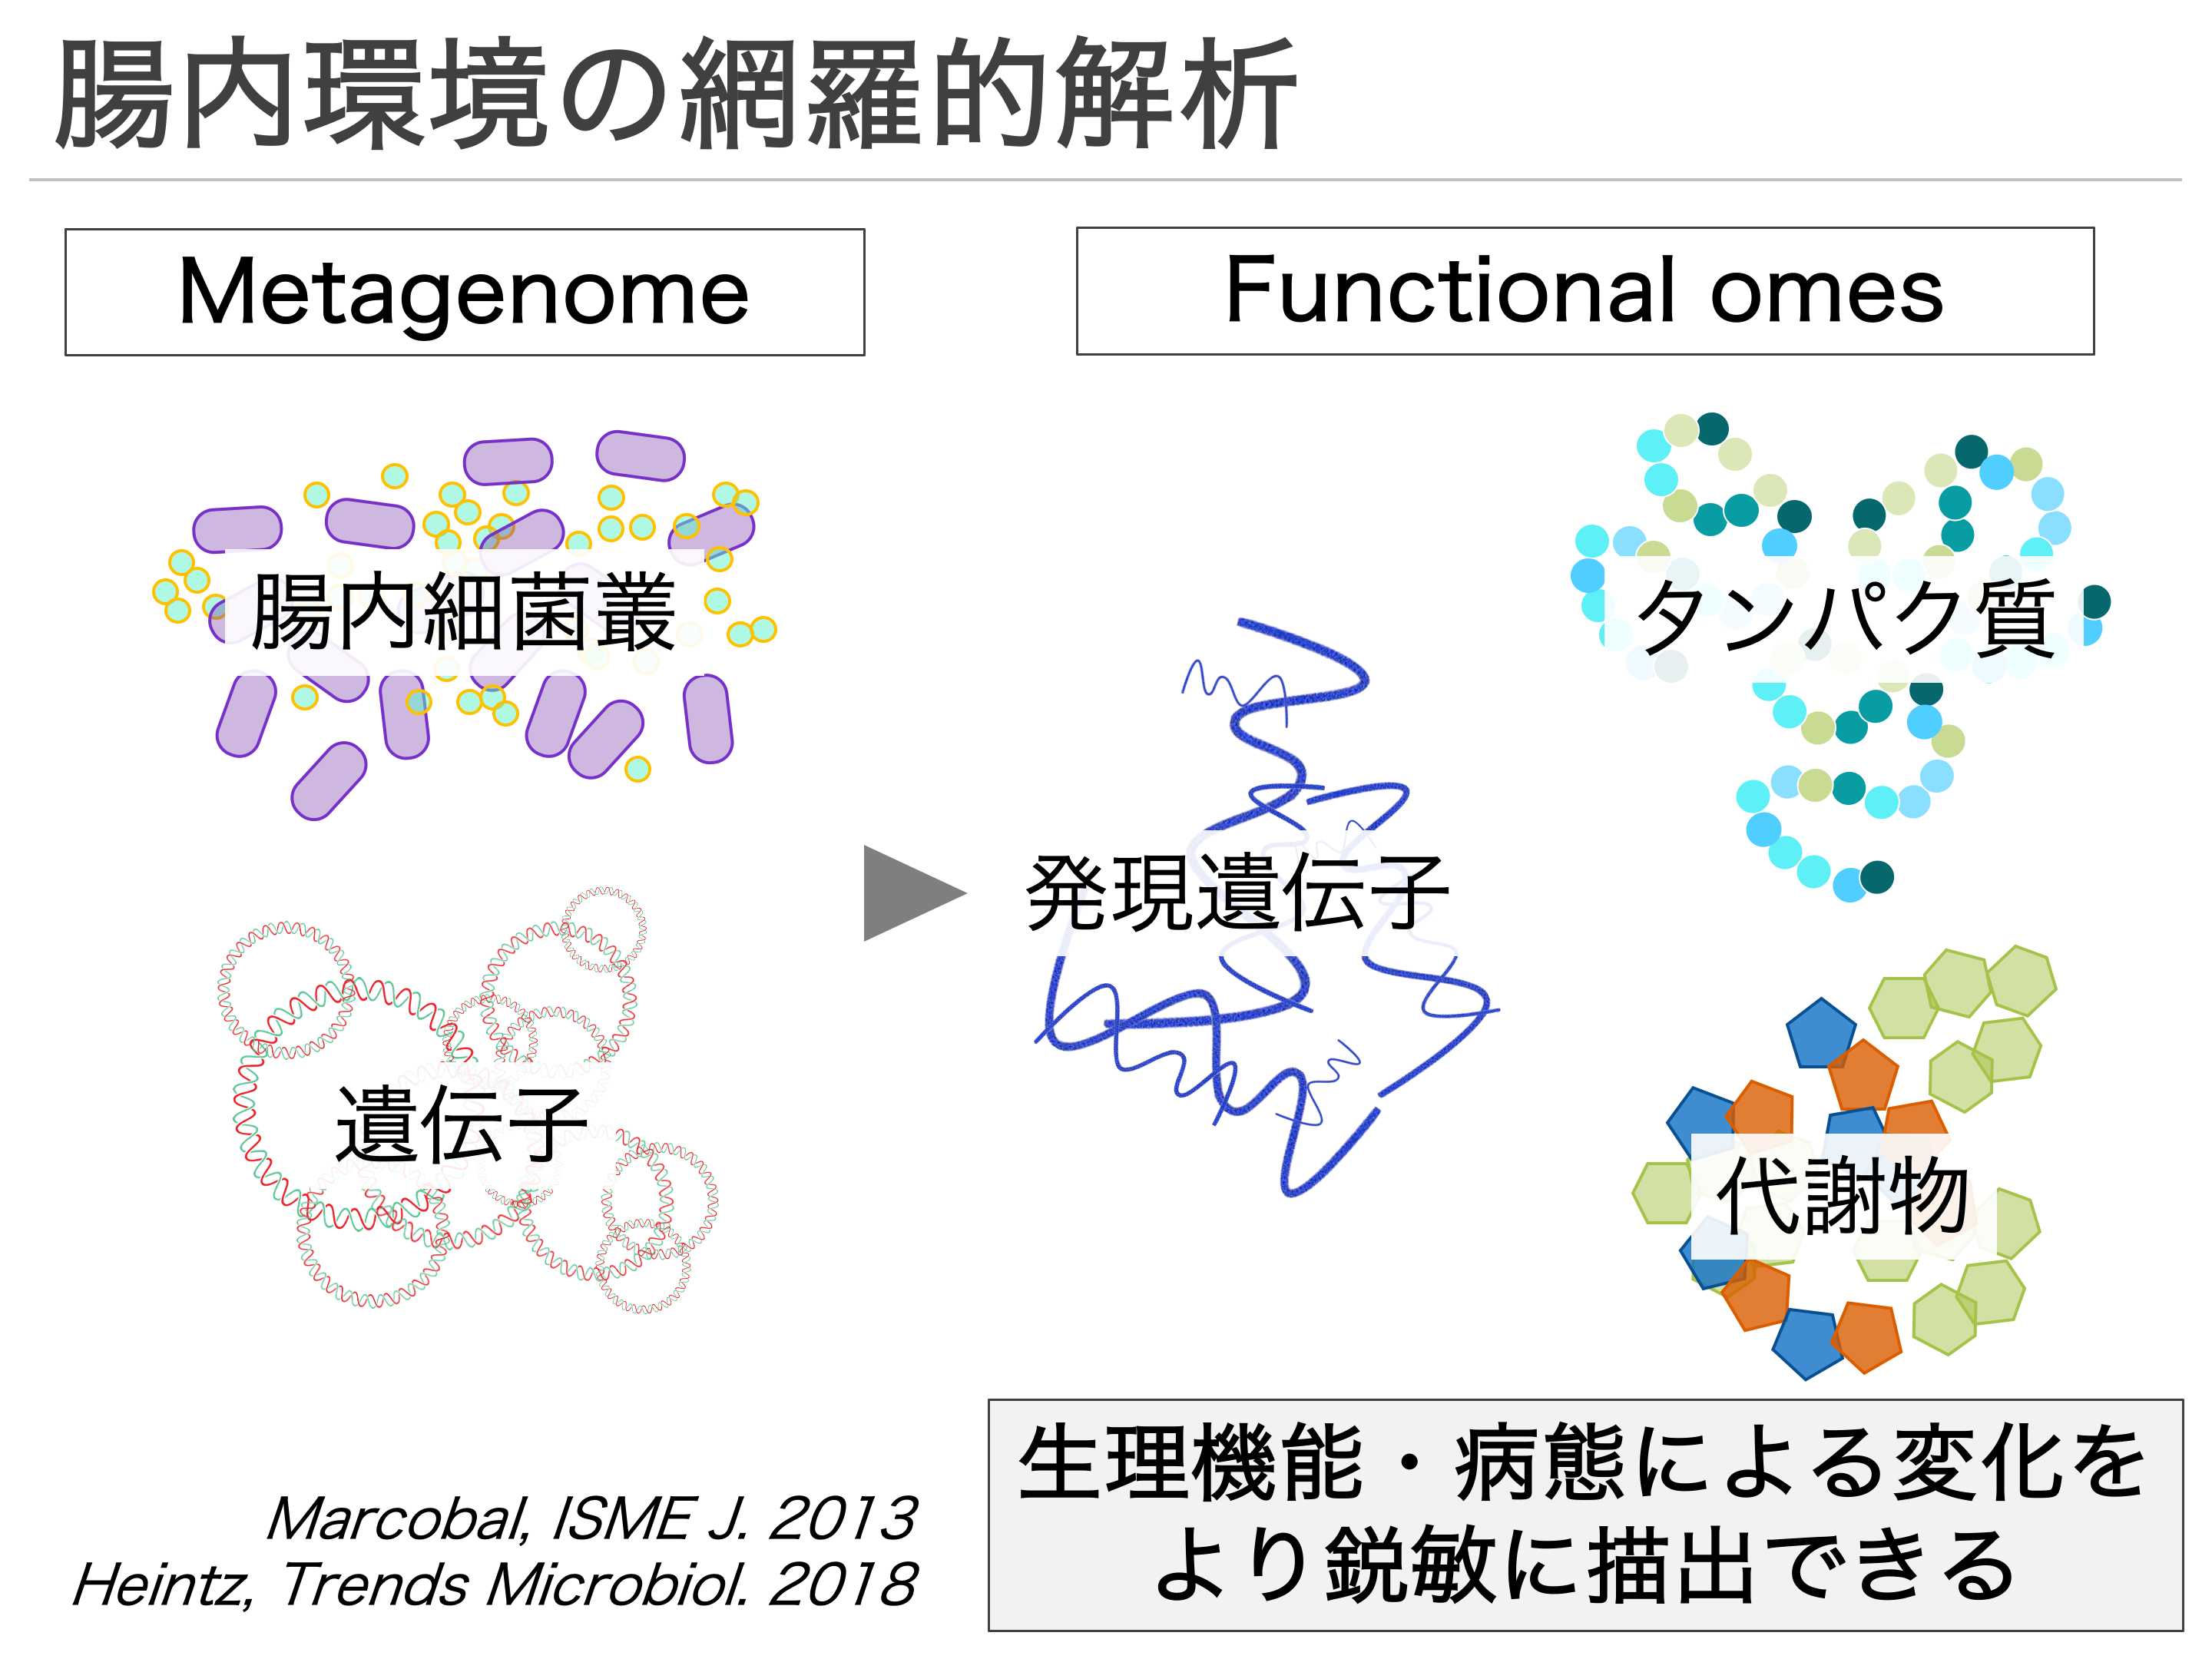 腸内環境の網羅的解析
Metagenome
Functional omes
腸内細菌叢
遺伝子
発現遺伝子
タンパク質
代謝物
生理機能・病態による変化を
より鋭敏に描出できる
Marcobal, ISME J. 2013
Heintz, Trends Microbiol. 2018